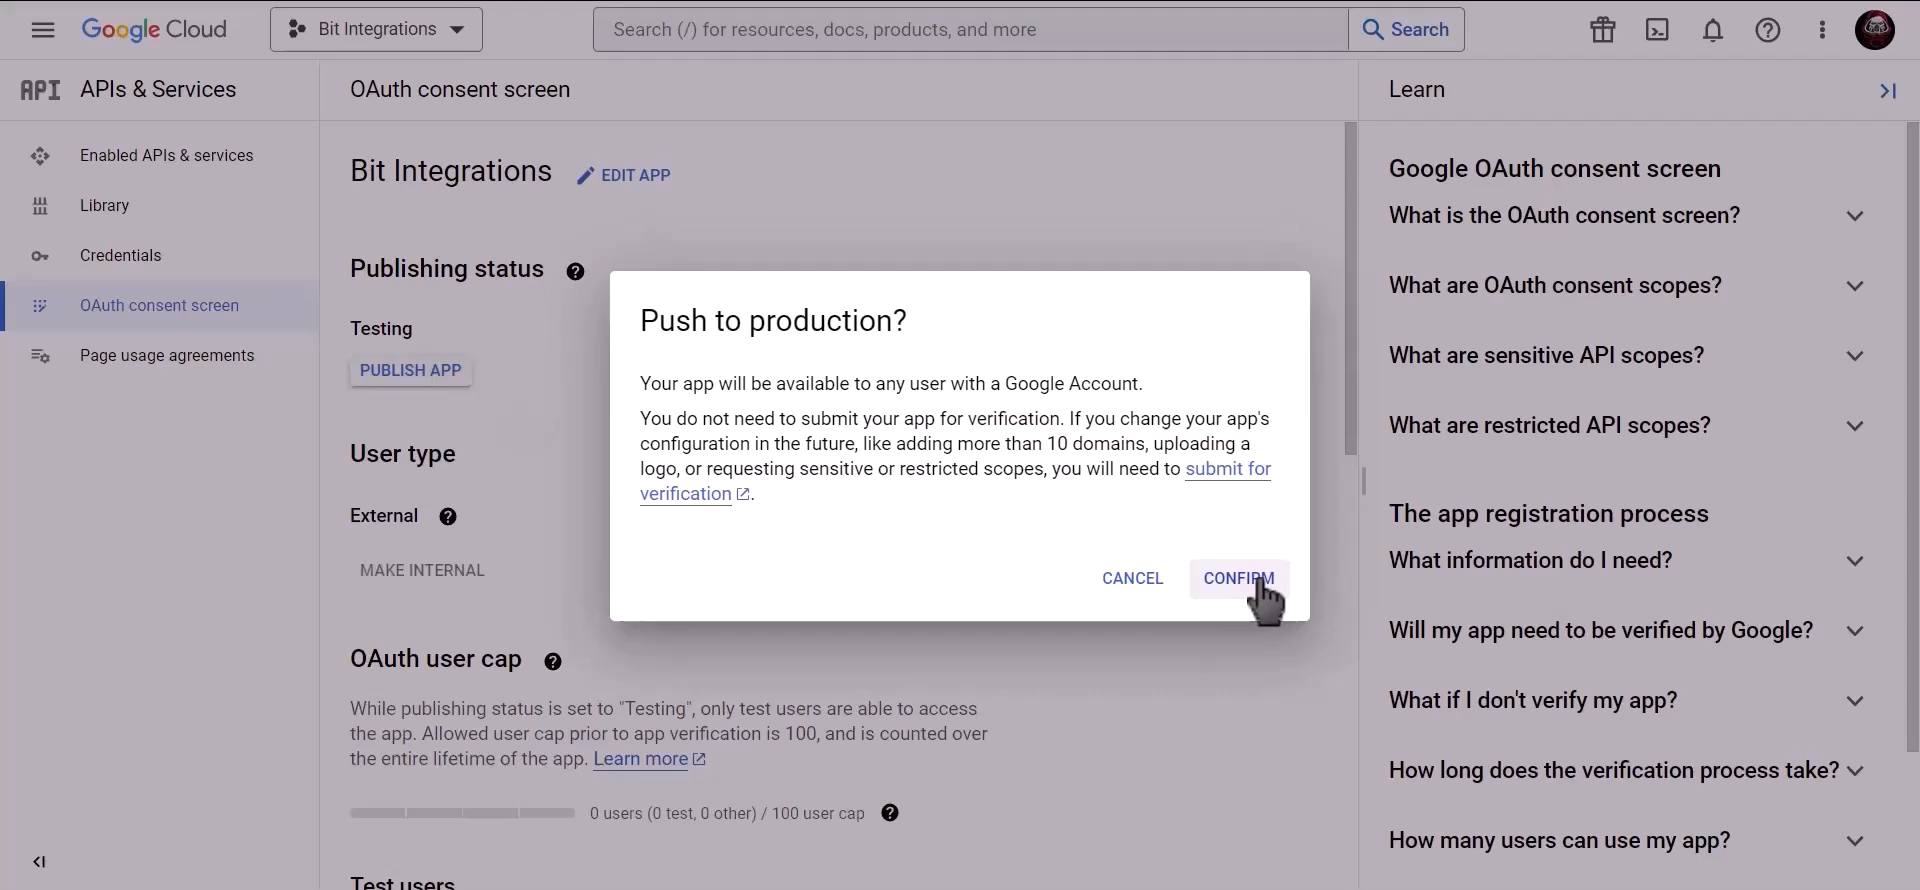 Google Cloud
Bit Integrations
Search (/) for resources, docs, products, and more
Search
API
APIs & Services
OAuth consent screen
Learn
Enabled APIs & services
Library
Credentials
OAuth consent screen
Page usage agreements
Bit Integrations
EDIT APP
Publishing status
Testing
PUBLISH APP
User type
External
MAKE INTERNAL
OAuth user cap
While publishing status is set to "Testing", only test users are able to access
the app. Allowed user cap prior to app verification is 100, and is counted over
the entire lifetime of the app. Learn more
0 users (0 test, 0 other) / 100 user cap
Test users
Push to production?
Your app will be available to any user with a Google Account.
You do not need to submit your app for verification. If you change your app's
configuration in the future, like adding more than 10 domains, uploading a
logo, or requesting sensitive or restricted scopes, you will need to submit for
verification.
CANCEL
CONFIRM
Google OAuth consent screen
What is the OAuth consent screen?
What are OAuth consent scopes?
What are sensitive API scopes?
What are restricted API scopes?
The app registration process
What information do I need?
Will my app need to be verified by Google?
What if I don't verify my app?
How long does the verification process take?
How many users can use my app?